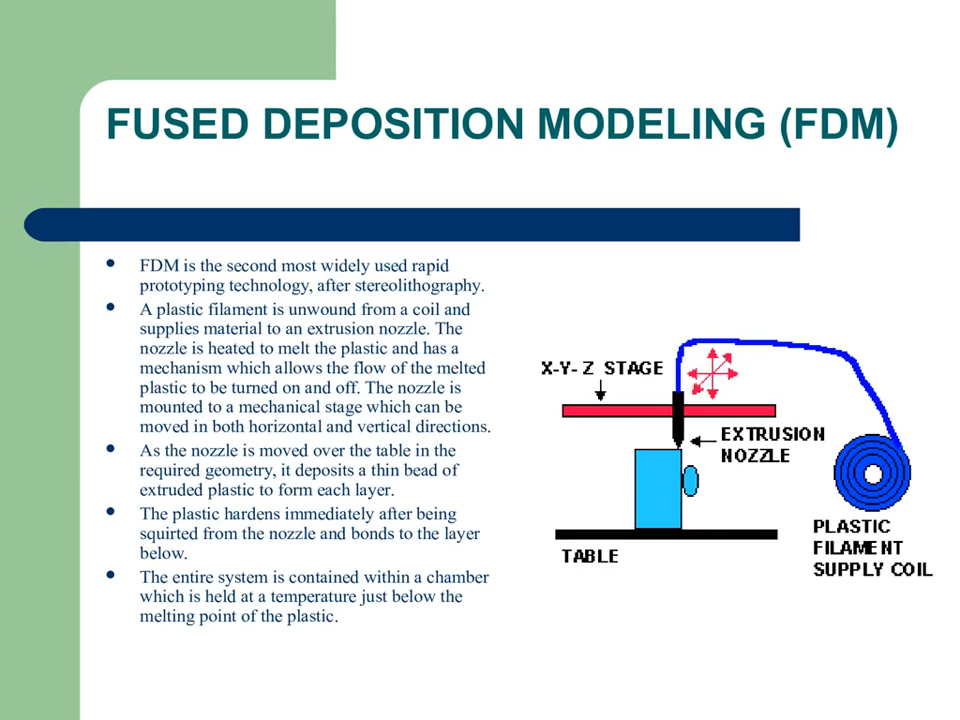 FUSED DEPOSITION MODELING (FDM)
FDM is the second most widely used rapid
prototyping technology, after stereolithography.
A plastic filament is unwound from a coil and
supplies material to an extrusion nozzle. The
nozzle is heated to melt the plastic and has a
mechanism which allows the flow of the melted
plastic to be turned on and off. The nozzle is
mounted to a mechanical stage which can be
moved in both horizontal and vertical directions.
As the nozzle is moved over the table in the
required geometry, it deposits a thin bead of
extruded plastic to form each layer.
The plastic hardens immediately after being
squirted from the nozzle and bonds to the layer
below.
The entire system is contained within a chamber
which is held at a temperature just below the
melting point of the plastic.
X-Y-Z STAGE
EXTRUSION
NOZZLE
TABLE
PLASTIC
FILAMENT
SUPPLY COIL